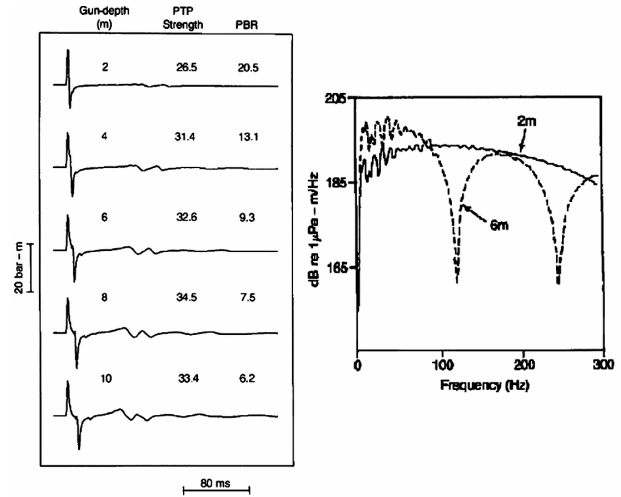 Gun-depth PTP
(m) Strength PBR
2 26.5 20.5
4 31.4 13.1
6 32.6 9.3
8 34.5 7.5
10 33.4 6.2
20 bar – m
80 ms
205
185
165
dB re 1μPa – m/Hz
2m
6m
0 100 200 300
Frequency (Hz)